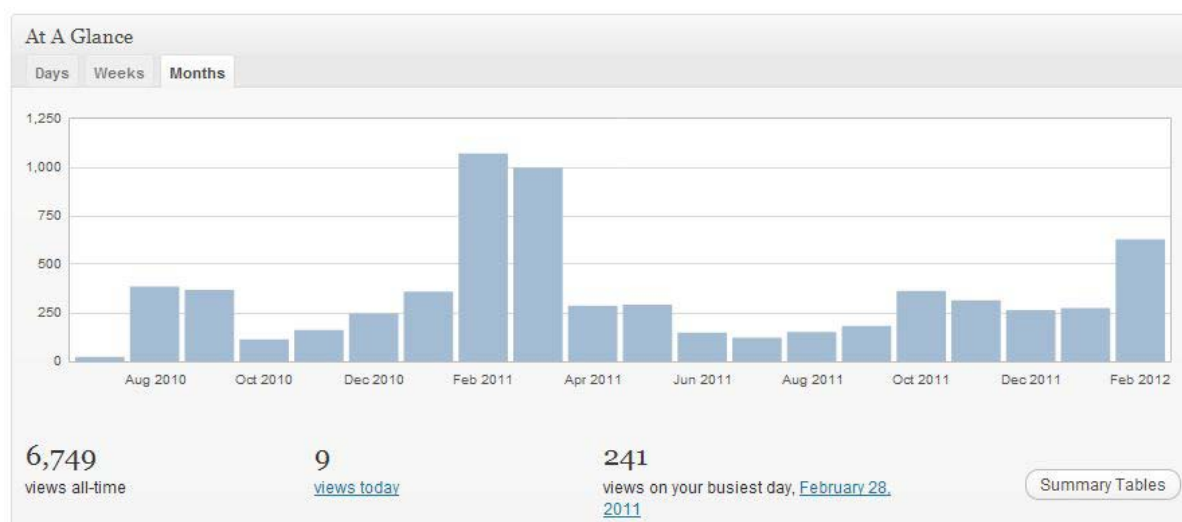 At A Glance
Days Weeks Months
1,250
1,000
750
500
250
0
Aug 2010 Oct 2010 Dec 2010 Feb 2011 Apr 2011 Jun 2011 Aug 2011 Oct 2011 Dec 2011 Feb 2012
6,749
views all-time
9
views today
241
views on your busiest day, February 28,
2011
Summary Tables